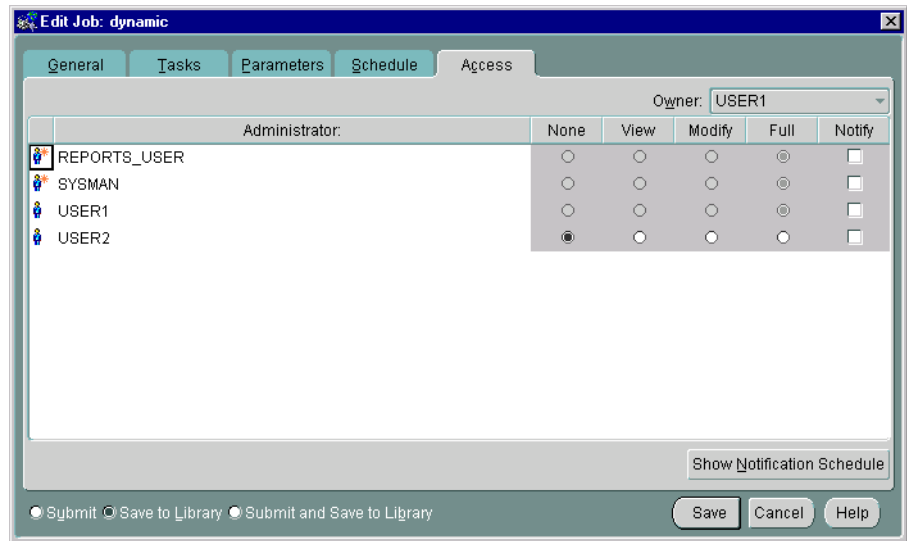 Edit Job: dynamic
General Tasks Parameters Schedule Access
Owner: USER1
Administrator: None View Modify Full Notify
REPORTS_USER
SYSMAN
USER1
USER2
Show Notification Schedule
Submit Save to Library Submit and Save to Library Save Cancel Help